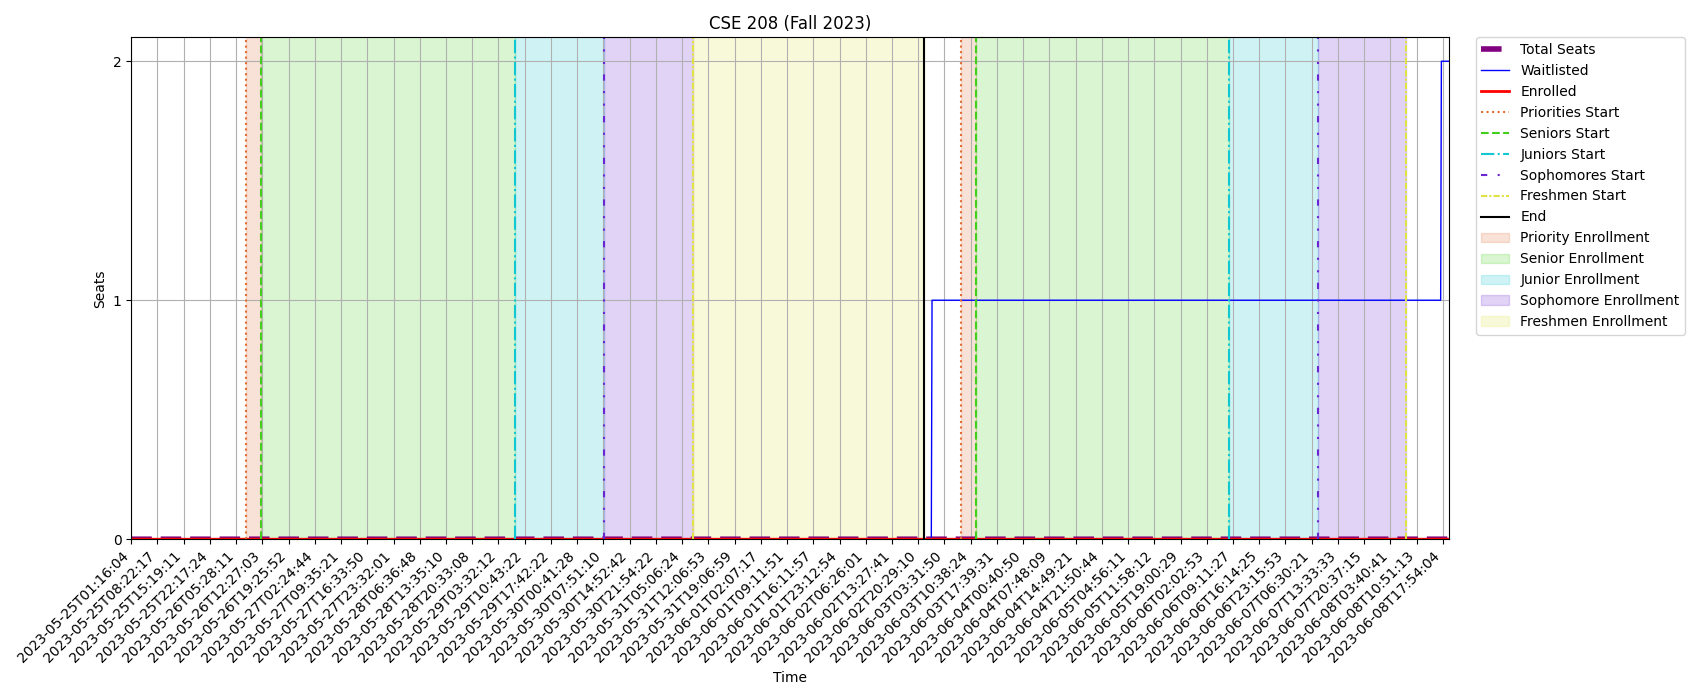 CSE 208 (Fall 2023)
Seats
2
1
0
2023-05-25T01:16:04
2023-05-25T08:22:17
2023-05-25T15:19:11
2023-05-25T22:17:24
2023-05-26T05:28:11
2023-05-26T12:27:03
2023-05-26T19:25:52
2023-05-27T02:24:44
2023-05-27T09:35:21
2023-05-27T16:33:50
2023-05-27T23:32:01
2023-05-28T06:36:48
2023-05-28T13:35:10
2023-05-28T20:33:08
2023-05-29T03:32:12
2023-05-29T10:43:22
2023-05-29T17:42:22
2023-05-30T00:41:28
2023-05-30T07:51:10
2023-05-30T14:52:42
2023-05-30T21:54:22
2023-05-31T05:06:24
2023-05-31T12:06:53
2023-05-31T19:06:59
2023-06-01T02:07:17
2023-06-01T09:11:51
2023-06-01T16:11:57
2023-06-01T23:12:54
2023-06-02T06:26:01
2023-06-02T13:27:41
2023-06-02T20:29:10
2023-06-03T03:31:50
2023-06-03T10:38:24
2023-06-03T17:39:31
2023-06-04T00:40:50
2023-06-04T07:48:09
2023-06-04T14:49:21
2023-06-04T21:50:44
2023-06-05T04:56:11
2023-06-05T11:58:12
2023-06-05T19:00:29
2023-06-06T02:02:53
2023-06-06T09:11:27
2023-06-06T16:14:25
2023-06-06T23:15:53
2023-06-07T06:30:21
2023-06-07T13:33:33
2023-06-07T20:37:15
2023-06-08T03:40:41
2023-06-08T10:51:13
2023-06-08T17:54:04
Time
Total Seats
Waitlisted
Enrolled
Priorities Start
Seniors Start
Juniors Start
Sophomores Start
Freshmen Start
End
Priority Enrollment
Senior Enrollment
Junior Enrollment
Sophomore Enrollment
Freshmen Enrollment